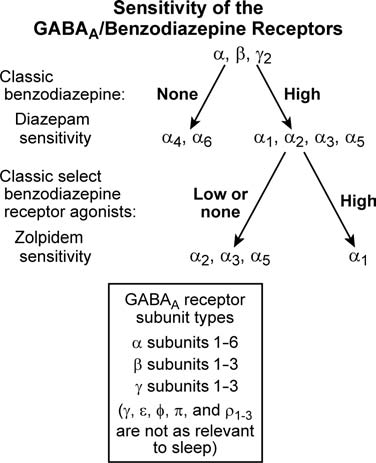 Sensitivity of the
GABA_A/Benzodiazepine Receptors
α, β, γ₂
Classic
benzodiazepine:
None
High
Diazepam
sensitivity
α₄, α₆
α₁, α₂, α₃, α₅
Classic select
benzodiazepine
receptor agonists:
Low or
none
High
Zolpidem
sensitivity
α₂, α₃, α₅
α₁
GABA_A receptor
subunit types
α subunits 1-6
β subunits 1-3
γ subunits 1-3
(γ, ε, ϕ, π, and ρ₁₋₃
are not as relevant
to sleep)